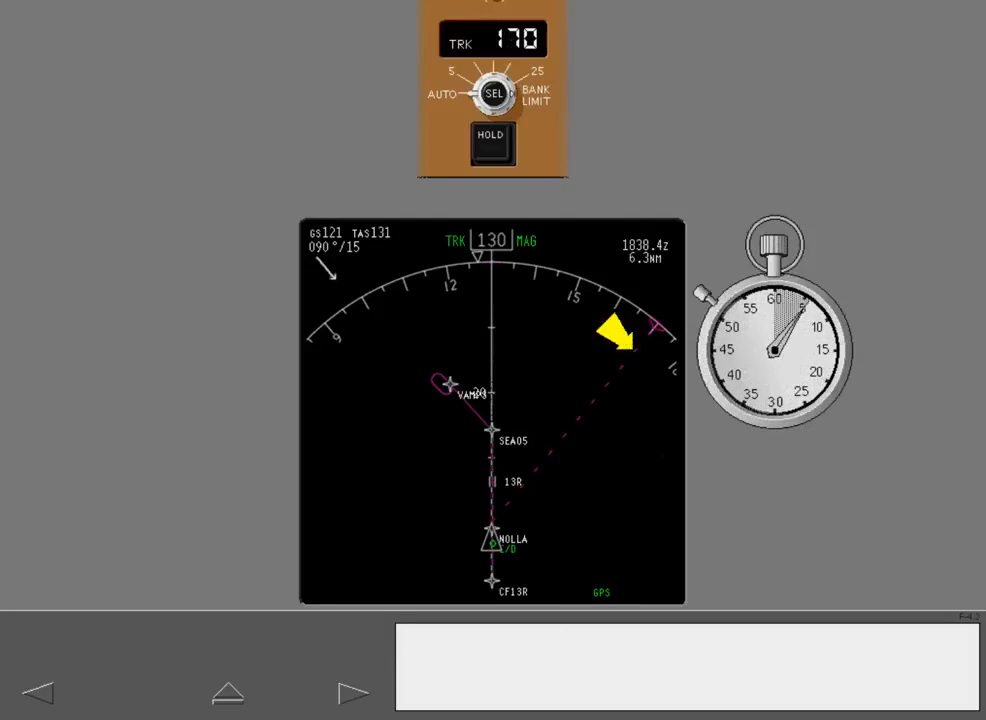 TRK 170
5 25
AUTO SEL BANK LIMIT
HOLD
GS121 TAS131
090°/15
TRK 130 MAG
1838.4Z
6.3NM
9 12 15
20
SEA05
13R
NOLLA
CF13R
GPS
60
55 5
50 10
45 15
40 20
35 25
30